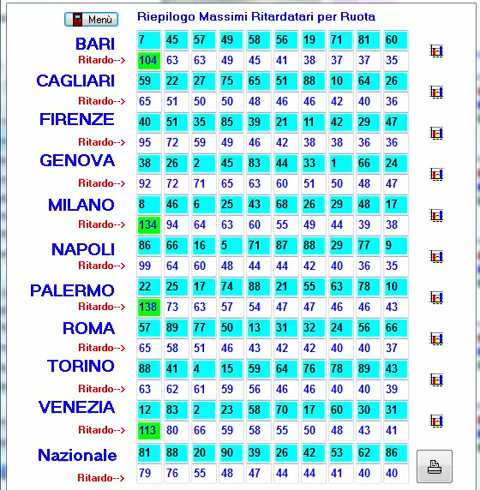 Menù
Riepilogo Massimi Ritardatari per Ruota
BARI 7 45 57 49 58 56 19 71 81 60
Ritardo--> 104 63 63 49 45 41 38 37 37 35
CAGLIARI 59 22 27 75 65 51 88 10 64 26
Ritardo--> 65 51 50 50 48 46 46 42 40 36
FIRENZE 40 51 35 85 39 21 11 42 29 47
Ritardo--> 95 72 59 49 46 42 38 38 36 36
GENOVA 38 26 2 45 83 44 33 1 66 24
Ritardo--> 92 72 71 65 63 60 51 50 48 47
MILANO 8 46 6 25 43 68 26 29 48 17
Ritardo--> 134 94 64 63 60 55 49 44 39 38
NAPOLI 86 66 16 5 71 87 88 29 77 9
Ritardo--> 99 64 60 48 44 44 42 40 36 35
PALERMO 22 25 17 74 88 21 55 63 78 10
Ritardo--> 138 73 63 57 54 47 47 46 46 43
ROMA 57 89 77 50 13 31 32 24 56 66
Ritardo--> 65 58 51 46 43 42 42 40 40 37
TORINO 88 41 4 15 59 64 76 78 89 43
Ritardo--> 63 62 61 59 56 46 46 40 40 39
VENEZIA 12 83 2 23 58 70 17 60 30 31
Ritardo--> 113 80 66 59 58 55 50 48 43 41
Nazionale 81 88 20 90 39 26 42 53 62 86
Ritardo--> 79 76 55 48 47 44 44 41 40 40